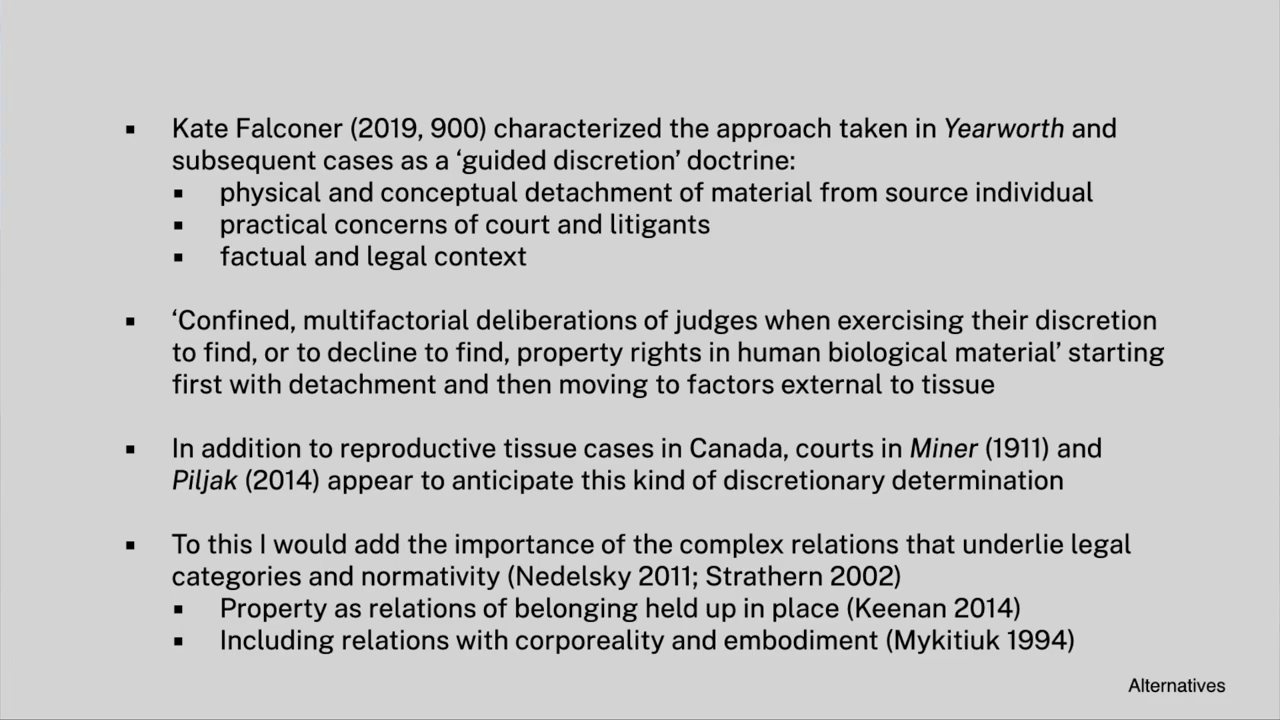 ▪ Kate Falconer (2019, 900) characterized the approach taken in Yearworth and
subsequent cases as a ‘guided discretion’ doctrine:
▪ physical and conceptual detachment of material from source individual
▪ practical concerns of court and litigants
▪ factual and legal context
▪ ‘Confined, multifactorial deliberations of judges when exercising their discretion
to find, or to decline to find, property rights in human biological material’ starting
first with detachment and then moving to factors external to tissue
▪ In addition to reproductive tissue cases in Canada, courts in Miner (1911) and
Piljak (2014) appear to anticipate this kind of discretionary determination
▪ To this I would add the importance of the complex relations that underlie legal
categories and normativity (Nedelsky 2011; Strathern 2002)
▪ Property as relations of belonging held up in place (Keenan 2014)
▪ Including relations with corporeality and embodiment (Mykitiuk 1994)
Alternatives